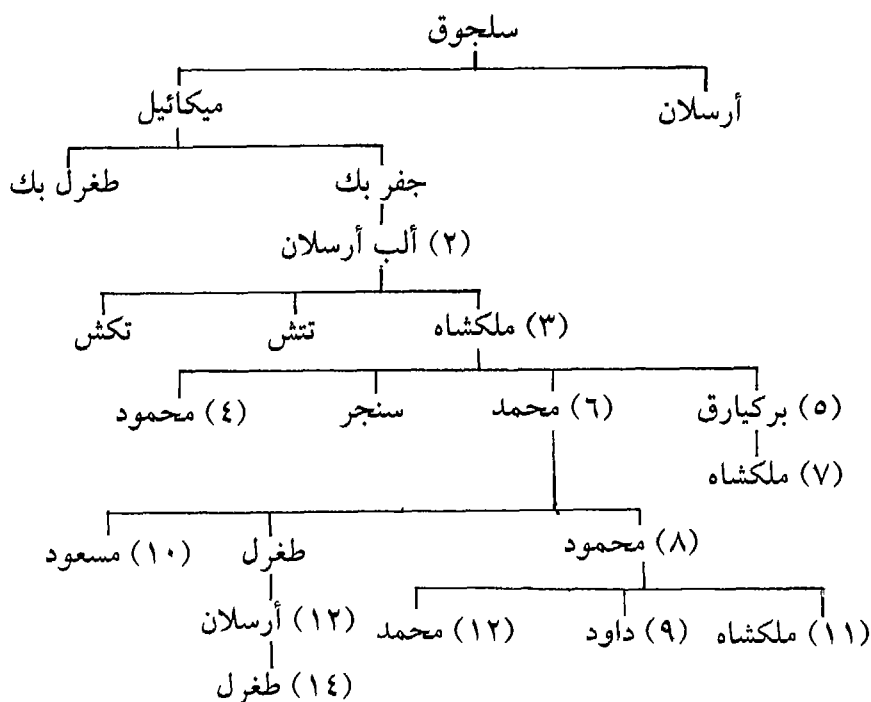 سلجوق
أرسلان ميكائيل
جفر بك طغرل بك
(٢) ألب أرسلان
(٣) ملكشاه تتش تكش
(٥) بركيارق (٦) محمد سنجر (٤) محمود
(٧) ملكشاه
(٨) محمود طغرل (١٠) مسعود
(١١) ملكشاه (٩) داود (١٢) محمد (١٢) أرسلان
(١٤) طغرل